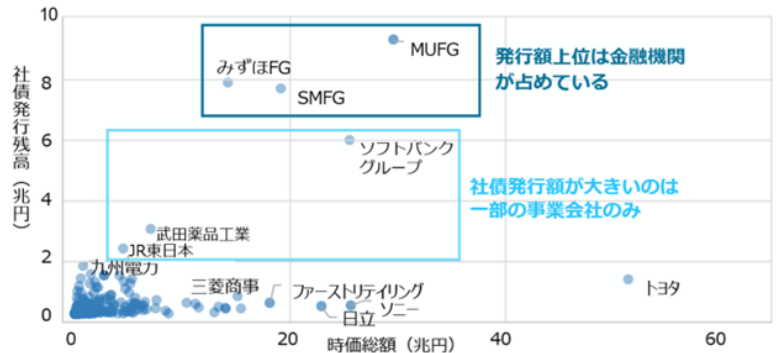 社債発行残高（兆円）
10
8
6
4
2
0
0
20
40
60
時価総額（兆円）
MUFG
みずほFG
SMFG
発行額上位は金融機関
が占めている
ソフトバンク
グループ
社債発行額が大きいのは
一部の事業会社のみ
武田薬品工業
JR東日本
九州電力
三菱商事
ファーストリテイリング
ソニー
日立
トヨタ